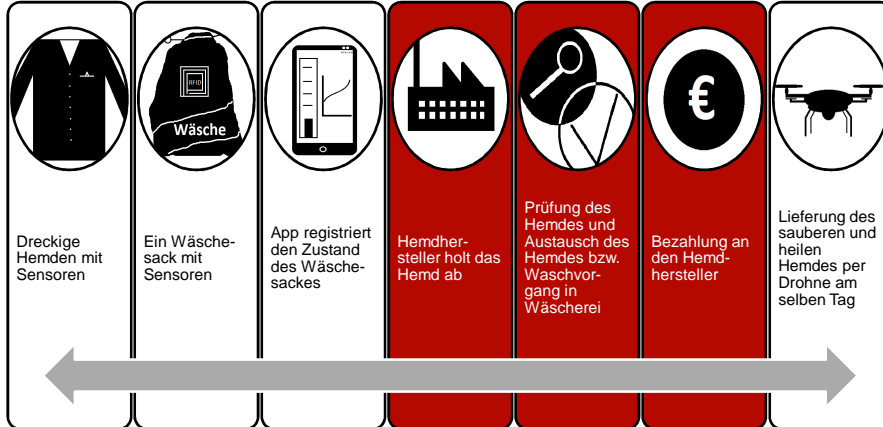 RFID
Wäsche
€
Dreckige
Hemden mit
Sensoren
Ein Wäsche-
sack mit
Sensoren
App registriert
den Zustand
des Wäsche-
sackes
Hemdher-
steller holt das
Hemd ab
Prüfung des
Hemdes und
Austausch des
Hemdes bzw.
Waschvor-
gang in
Wäscherei
Bezahlung an
den Hemd-
hersteller
Lieferung des
sauberen und
heilen
Hemdes per
Drohne am
selben Tag